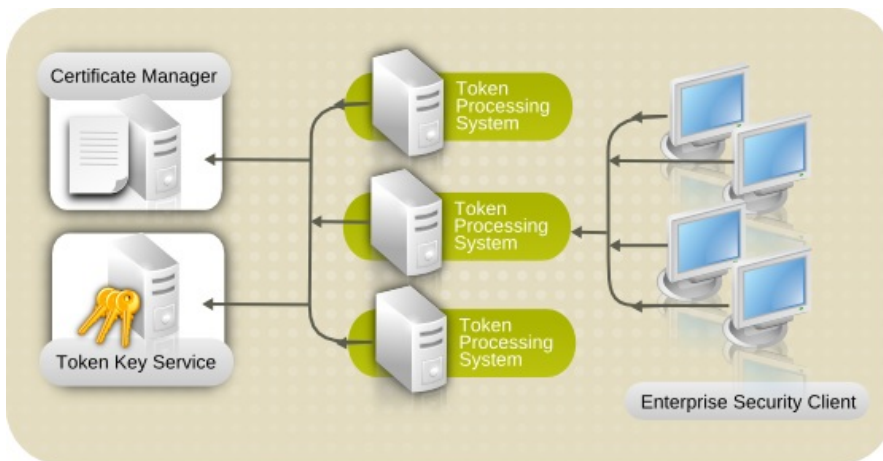 Certificate Manager
Token
Processing
System
Token
Processing
System
Token Key Service
Token
Processing
System
Enterprise Security Client